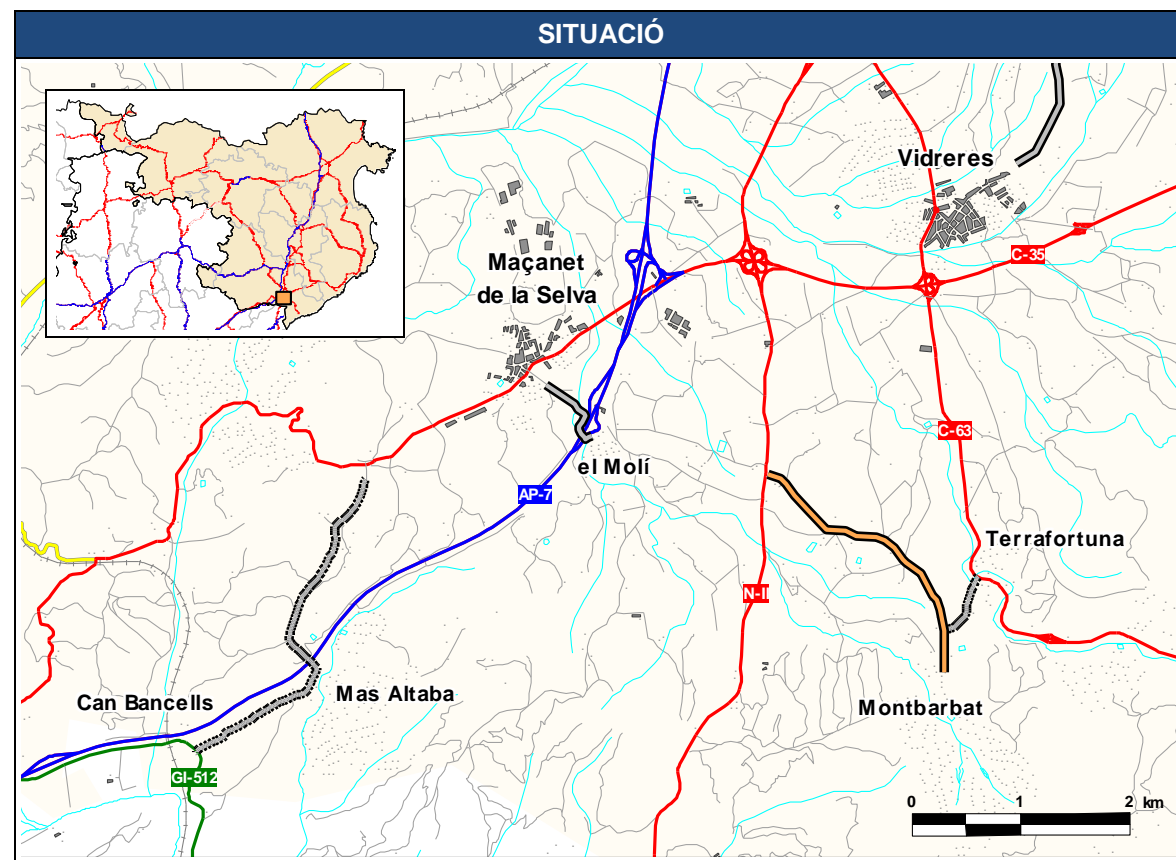 SITUACIÓ
Vidreres
Maçanet
de la Selva
C-35
C-63
el Molí
AP-7
Terrafortuna
N-II
Can Bancells
Mas Altaba
Montbarbat
GI-512
0 1 2 km